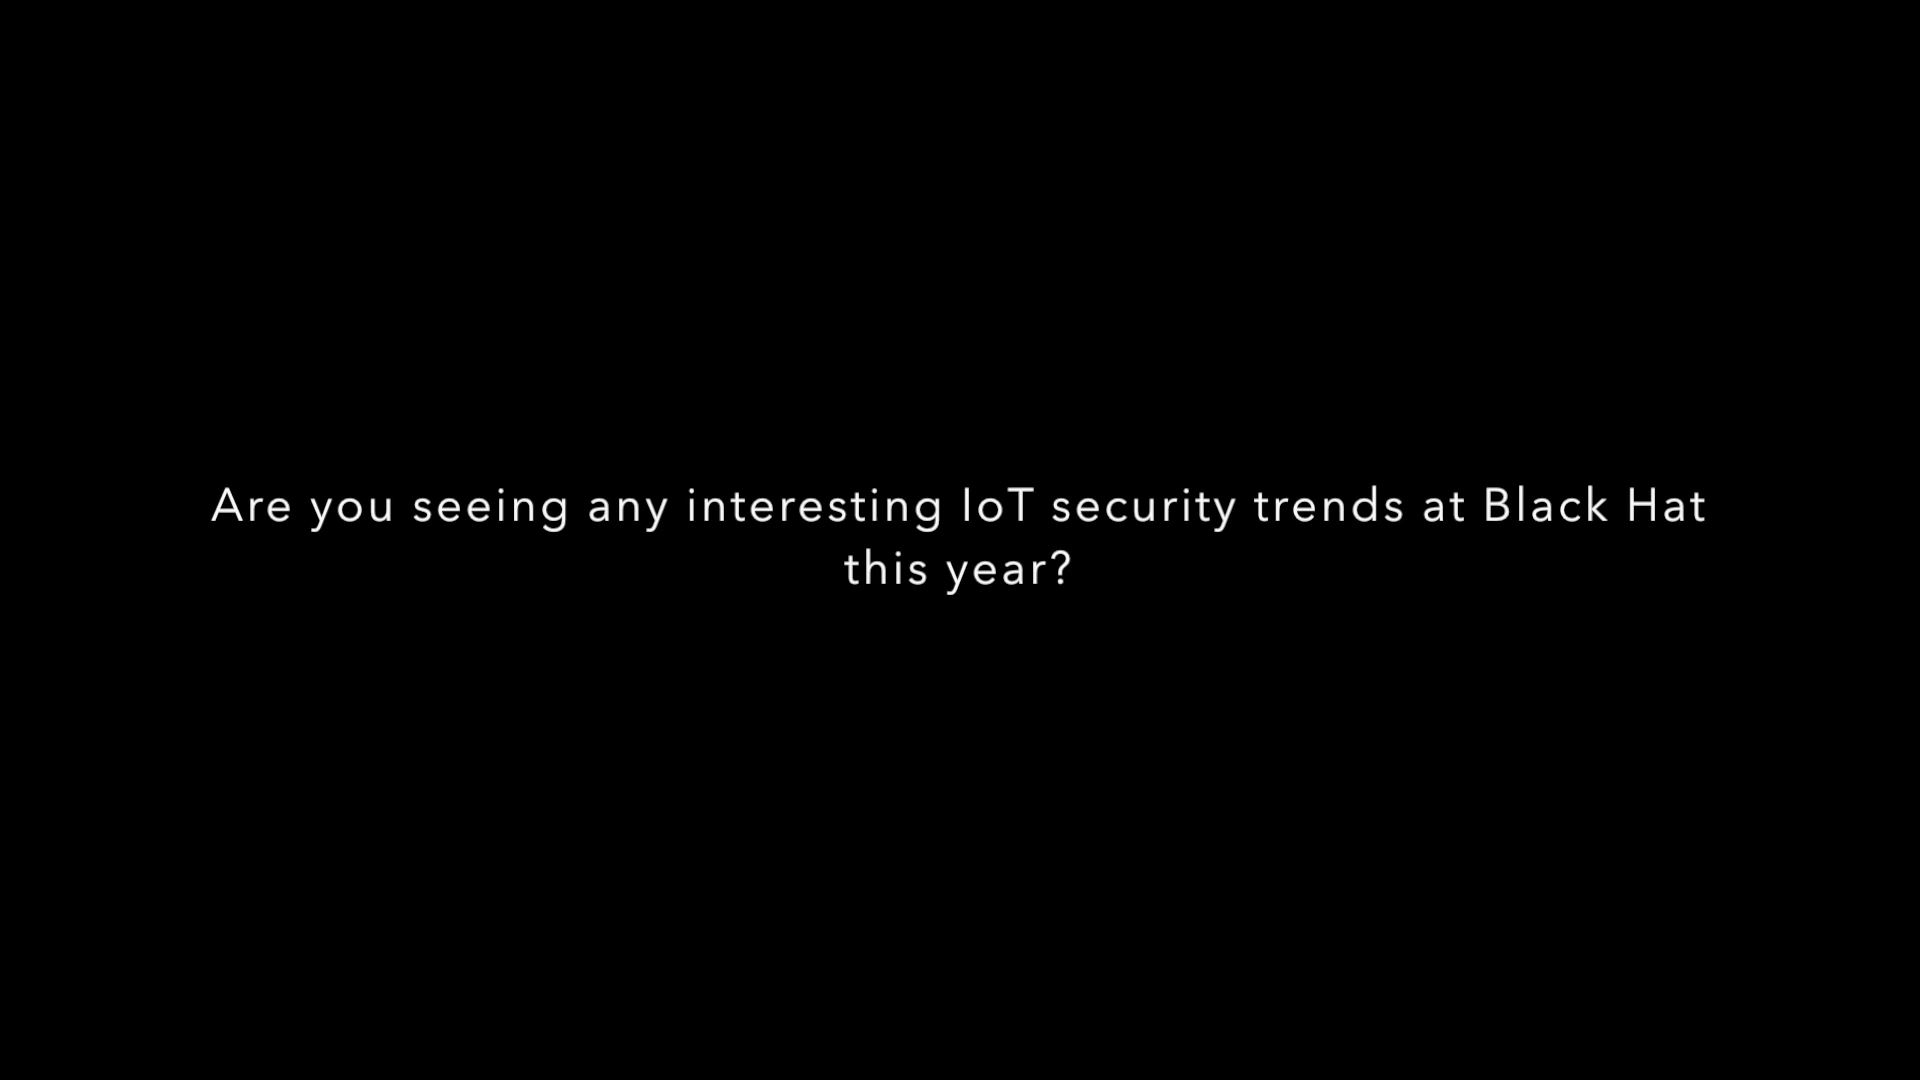 Are you seeing any interesting IoT security trends at Black Hat
this year?